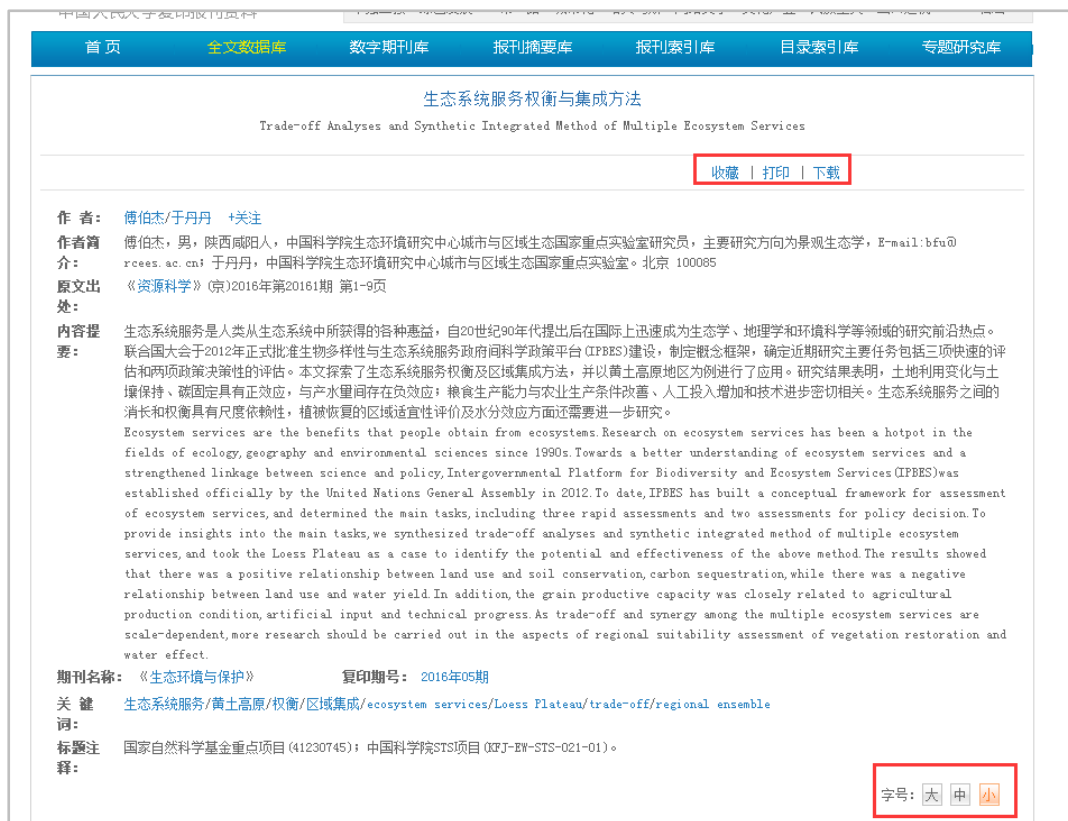 首 页 全文数据库 数字期刊库 报刊摘要库 报刊索引库 目录索引库 专题研究库
生态系统服务权衡与集成方法
Trade-off Analyses and Synthetic Integrated Method of Multiple Ecosystem Services
收藏 | 打印 | 下载
作 者: 傅伯杰/于丹丹 +关注
作者简 傅伯杰，男，陕西咸阳人，中国科学院生态环境研究中心城市与区域生态国家重点实验室研究员，主要研究方向为景观生态学，E-mail:bfu@
介: rcees.ac.cn；于丹丹，中国科学院生态环境研究中心城市与区域生态国家重点实验室。北京 100085
原文出 《资源科学》(京)2016年第20161期 第1-9页
处:
内容提 生态系统服务是人类从生态系统中所获得的各种惠益，自20世纪90年代提出后在国际上迅速成为生态学、地理学和环境科学等领域的研究前沿热点。
要: 联合国大会于2012年正式批准生物多样性与生态系统服务政府间科学政策平台(IPBES)建设，制定概念框架，确定近期研究主要任务包括三项快速的评
估和两项政策决策性的评估。本文探索了生态系统服务权衡及区域集成方法，并以黄土高原地区为例进行了应用。研究结果表明，土地利用变化与土
壤保持、碳固定具有正效应，与产水量间存在负效应；粮食生产能力与农业生产条件改善、人工投入增加和技术进步密切相关。生态系统服务之间的
消长和权衡具有尺度依赖性，植被恢复的区域适宜性评价及水分效应方面还需要进一步研究。
Ecosystem services are the benefits that people obtain from ecosystems.Research on ecosystem services has been a hotpot in the
fields of ecology,geography and environmental sciences since 1990s.Towards a better understanding of ecosystem services and a
strengthened linkage between science and policy,Intergovernmental Platform for Biodiversity and Ecosystem Services(IPBES)was
established officially by the United Nations General Assembly in 2012.To date,IPBES has built a conceptual framework for assessment
of ecosystem services,and determined the main tasks,including three rapid assessments and two assessments for policy decision.To
provide insights into the main tasks,we synthesized trade-off analyses and synthetic integrated method of multiple ecosystem
services,and took the Loess Plateau as a case to identify the potential and effectiveness of the above method.The results showed
that there was a positive relationship between land use and soil conservation,carbon sequestration,while there was a negative
relationship between land use and water yield.In addition,the grain productive capacity was closely related to agricultural
production condition,artificial input and technical progress.As trade-off and synergy among the multiple ecosystem services are
scale-dependent,more research should be carried out in the aspects of regional suitability assessment of vegetation restoration and
water effect.
期刊名称: 《生态环境与保护》 复印期号: 2016年05期
关 键 生态系统服务/黄土高原/权衡/区域集成/ecosystem services/Loess Plateau/trade-off/regional ensemble
词:
标题注 国家自然科学基金重点项目(41230745)；中国科学院STS项目(KFJ-EW-STS-021-01)。
释:
字号: 大 中 小